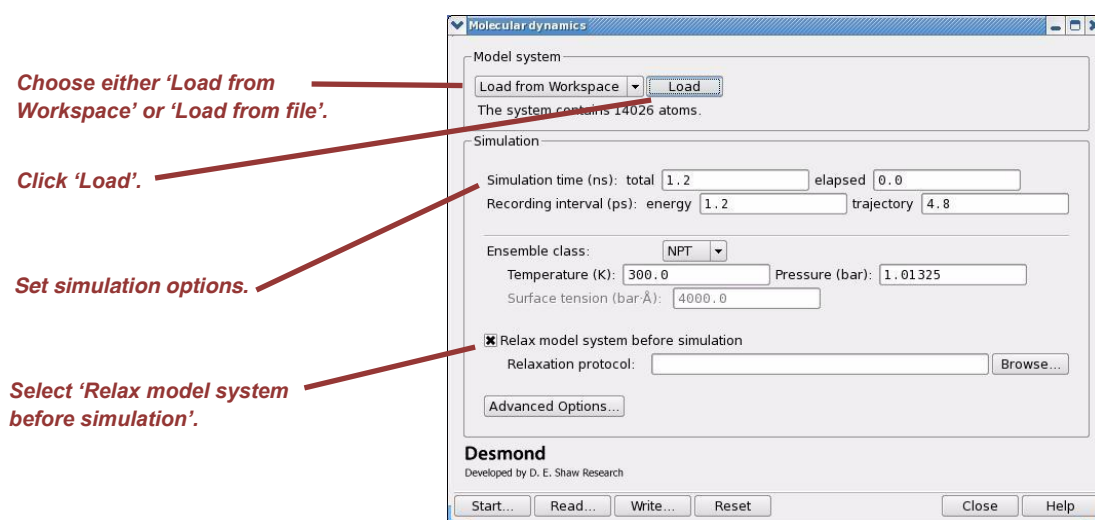 Molecular dynamics
Model system
Choose either ‘Load from
Workspace’ or ‘Load from file’.
Load from Workspace Load
The system contains 14026 atoms.
Simulation
Click ‘Load’.
Simulation time (ns): total 1.2 elapsed 0.0
Recording interval (ps): energy 1.2 trajectory 4.8
Ensemble class: NPT
Set simulation options.
Temperature (K): 300.0 Pressure (bar): 1.01325
Surface tension (bar·Å): 4000.0
Relax model system before simulation
Relaxation protocol: Browse...
Select ‘Relax model system
before simulation’.
Advanced Options...
Desmond
Developed by D. E. Shaw Research
Start... Read... Write... Reset Close Help